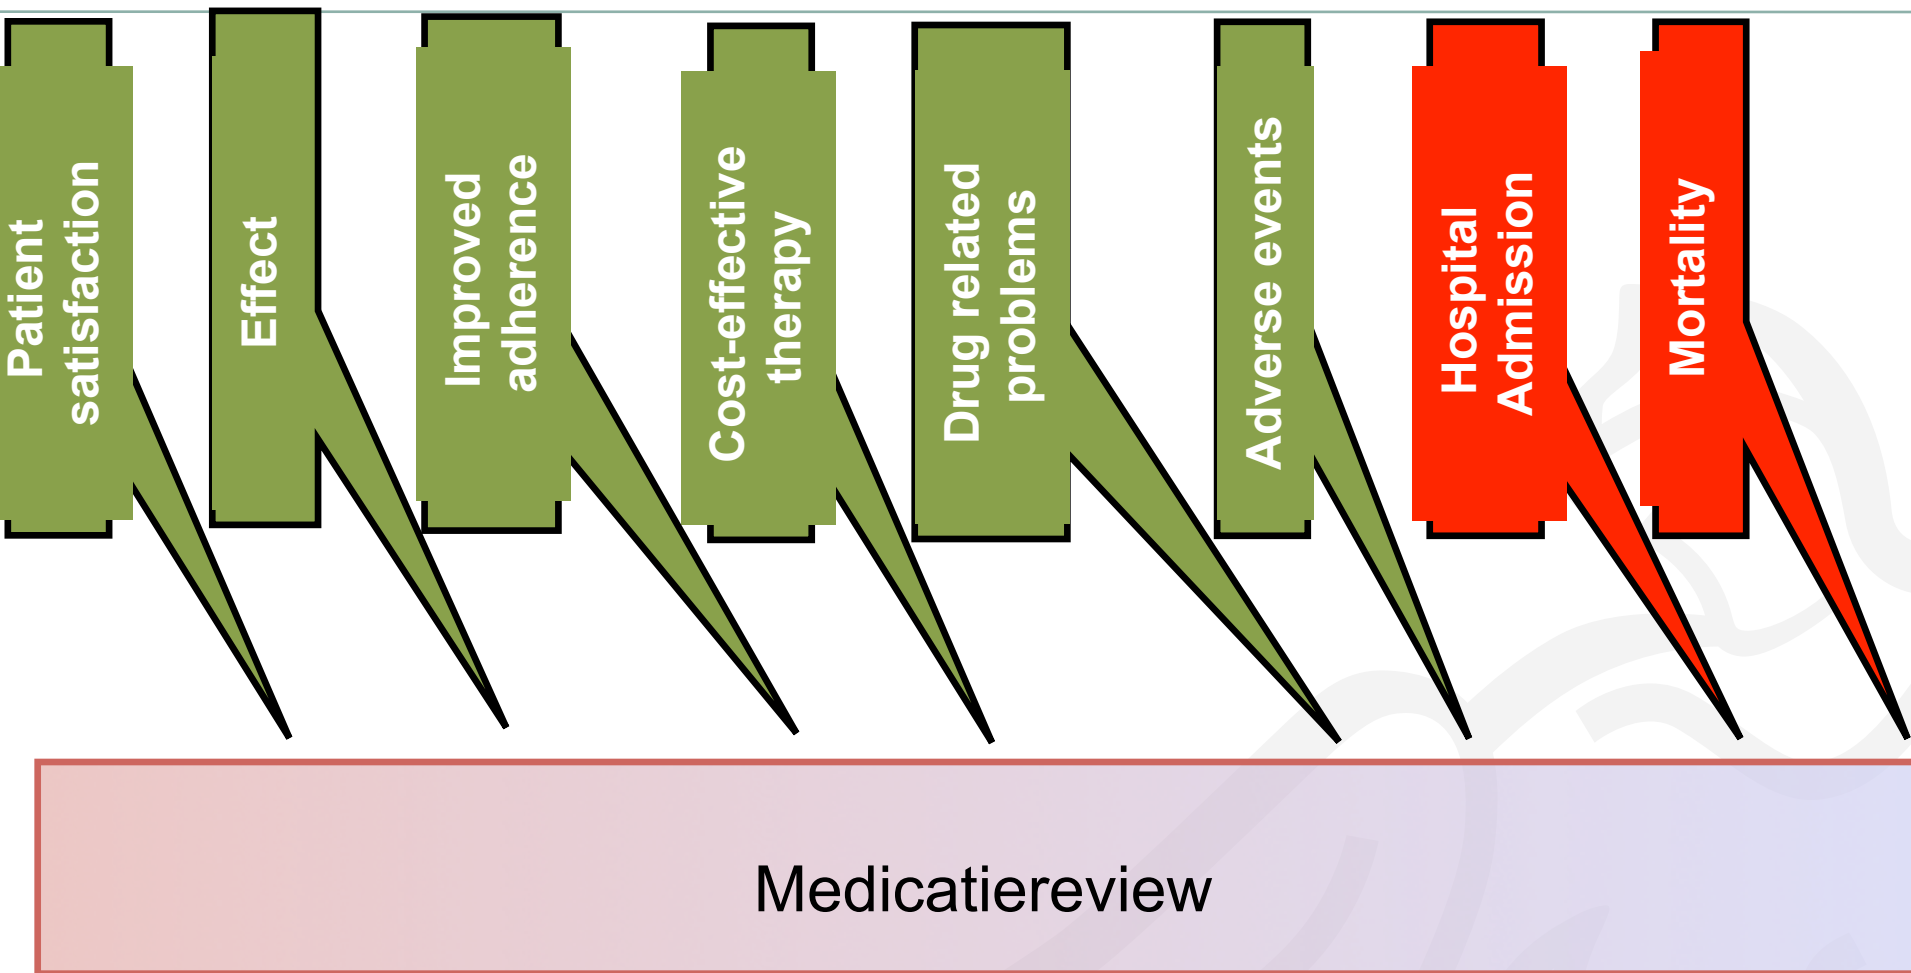 Patient
satisfaction
Effect
Improved
adherence
Cost-effective
therapy
Drug related
problems
Adverse events
Hospital
Admission
Mortality
Medicatiereview